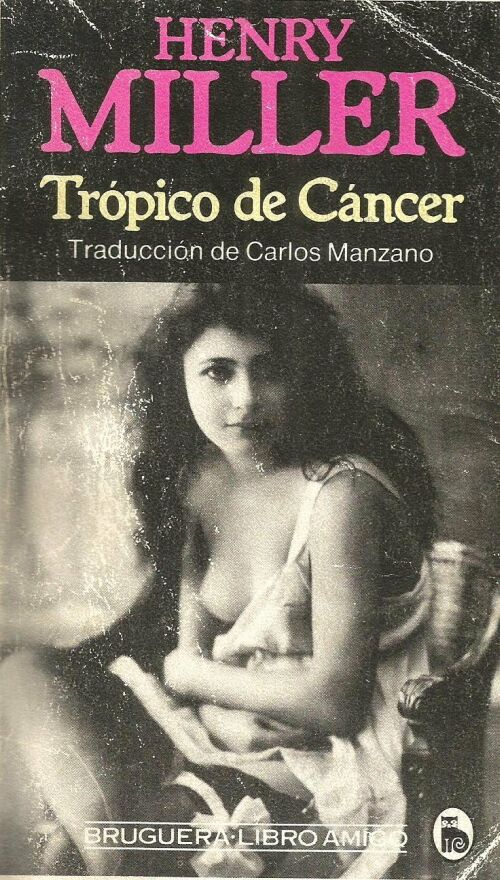 HENRY
MILLER
Trópico de Cáncer
Traducción de Carlos Manzano
BRUGUERA·LIBRO AMIGO